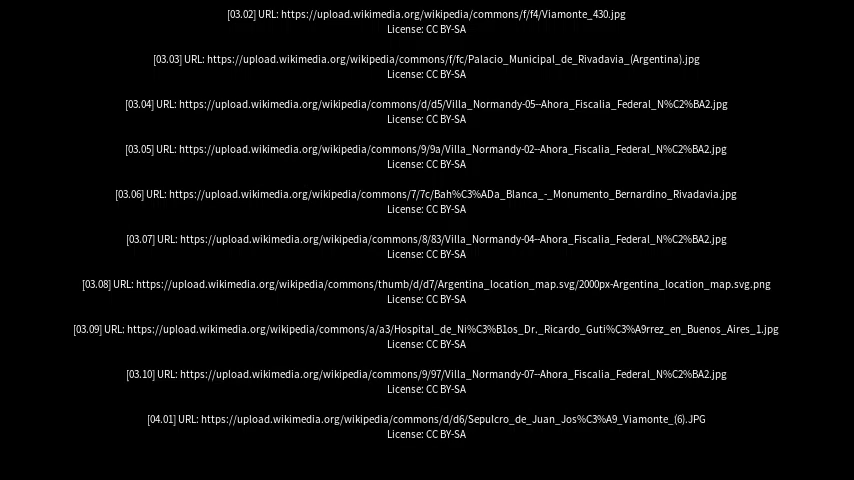 [03.02] URL: https://upload.wikimedia.org/wikipedia/commons/f/f4/Viamonte_430.jpg
License: CC BY-SA
[03.03] URL: https://upload.wikimedia.org/wikipedia/commons/f/fc/Palacio_Municipal_de_Rivadavia_(Argentina).jpg
License: CC BY-SA
[03.04] URL: https://upload.wikimedia.org/wikipedia/commons/d/d5/Villa_Normandy-05--Ahora_Fiscalia_Federal_N%C2%BA2.jpg
License: CC BY-SA
[03.05] URL: https://upload.wikimedia.org/wikipedia/commons/9/9a/Villa_Normandy-02--Ahora_Fiscalia_Federal_N%C2%BA2.jpg
License: CC BY-SA
[03.06] URL: https://upload.wikimedia.org/wikipedia/commons/7/7c/Bah%C3%ADa_Blanca_-_Monumento_Bernardino_Rivadavia.jpg
License: CC BY-SA
[03.07] URL: https://upload.wikimedia.org/wikipedia/commons/8/83/Villa_Normandy-04--Ahora_Fiscalia_Federal_N%C2%BA2.jpg
License: CC BY-SA
[03.08] URL: https://upload.wikimedia.org/wikipedia/commons/thumb/d/d7/Argentina_location_map.svg/2000px-Argentina_location_map.svg.png
License: CC BY-SA
[03.09] URL: https://upload.wikimedia.org/wikipedia/commons/a/a3/Hospital_de_Ni%C3%B1os_Dr._Ricardo_Guti%C3%A9rrez_en_Buenos_Aires_1.jpg
License: CC BY-SA
[03.10] URL: https://upload.wikimedia.org/wikipedia/commons/9/97/Villa_Normandy-07--Ahora_Fiscalia_Federal_N%C2%BA2.jpg
License: CC BY-SA
[04.01] URL: https://upload.wikimedia.org/wikipedia/commons/d/d6/Sepulcro_de_Juan_Jos%C3%A9_Viamonte_(6).JPG
License: CC BY-SA